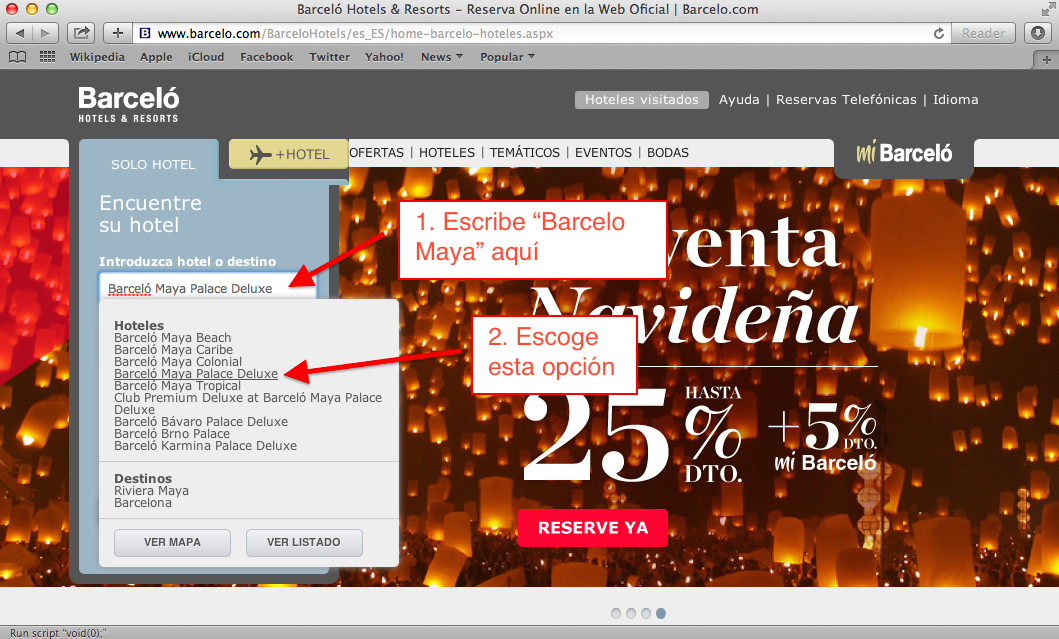 Barceló Hotels & Resorts – Reserva Online en la Web Oficial | Barcelo.com
www.barcelo.com/BarceloHotels/es_ES/home-barcelo-hoteles.aspx
Reader
Wikipedia Apple iCloud Facebook Twitter Yahoo! News Popular
Barceló
HOTELS & RESORTS
Hoteles visitados Ayuda | Reservas Telefónicas | Idioma
SOLO HOTEL
+HOTEL
OFERTAS | HOTELES | TEMÁTICOS | EVENTOS | BODAS
mi Barceló
Encuentre
su hotel
Introduzca hotel o destino
Barceló Maya Palace Deluxe
1. Escribe “Barcelo
Maya” aquí
venta
Navideña
2. Escoge
esta opción
Hoteles
Barceló Maya Beach
Barceló Maya Caribe
Barceló Maya Colonial
Barceló Maya Palace Deluxe
Barceló Maya Tropical
Club Premium Deluxe at Barceló Maya Palace
Deluxe
Barceló Bávaro Palace Deluxe
Barceló Brno Palace
Barceló Karmina Palace Deluxe
Destinos
Riviera Maya
Barcelona
VER MAPA
VER LISTADO
HASTA
25%
DTO.
+5%
DTO.
mi Barceló
RESERVE YA
Run script “void(0);”